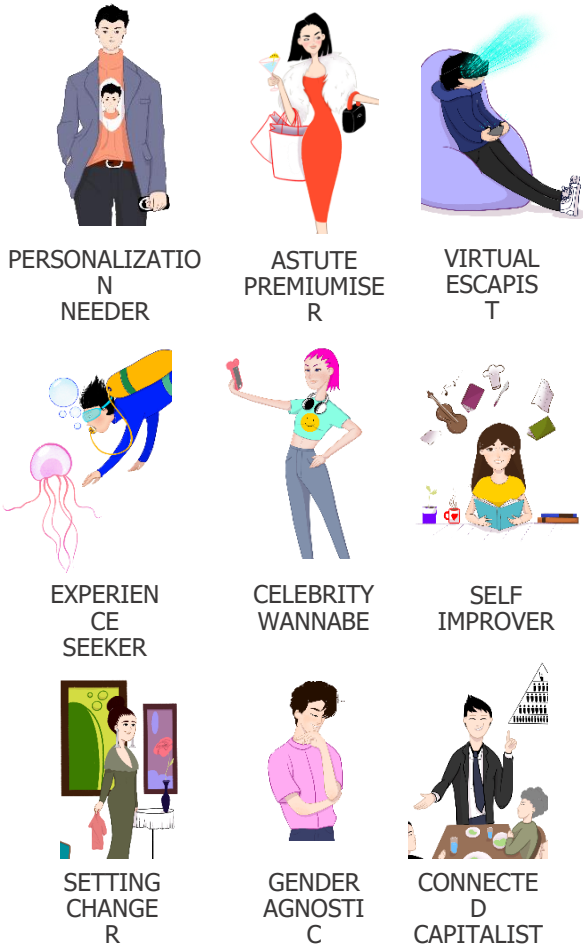 PERSONALIZATIO
N
NEEDER
ASTUTE
PREMIUMISE
R
VIRTUAL
ESCAPIS
T
EXPERIEN
CE
SEEKER
CELEBRITY
WANNABE
SELF
IMPROVER
SETTING
CHANGE
R
GENDER
AGNOSTI
C
CONNECTE
D
CAPITALIST